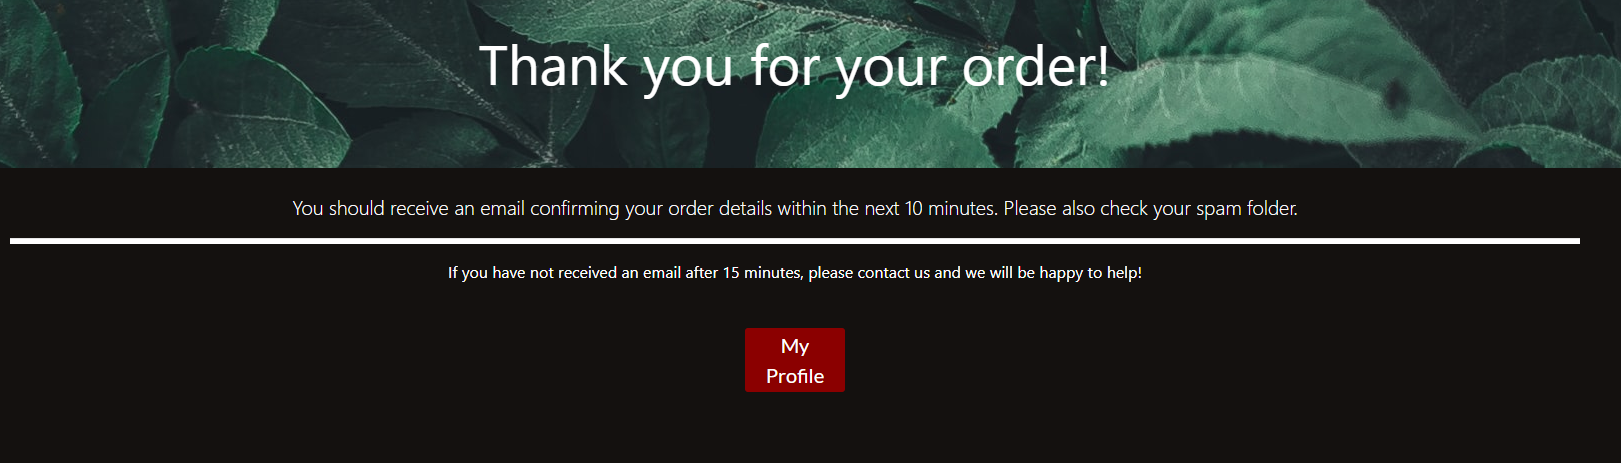 Thank you for your order!
You should receive an email confirming your order details within the next 10 minutes. Please also check your spam folder.
If you have not received an email after 15 minutes, please contact us and we will be happy to help!
My
Profile